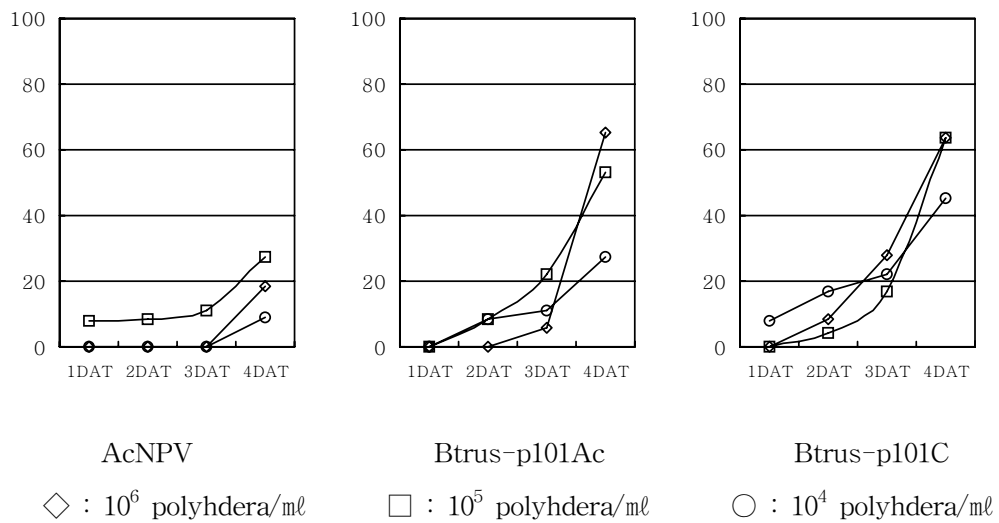 100 100 100
80 80 80
60 60 60
40 40 40
20 20 20
0 0 0
1DAT 2DAT 3DAT 4DAT 1DAT 2DAT 3DAT 4DAT 1DAT 2DAT 3DAT 4DAT
AcNPV Btrus-p101Ac Btrus-p101C
◇ : 10⁶ polyhdera/㎖ □ : 10⁵ polyhdera/㎖ ○ : 10⁴ polyhdera/㎖